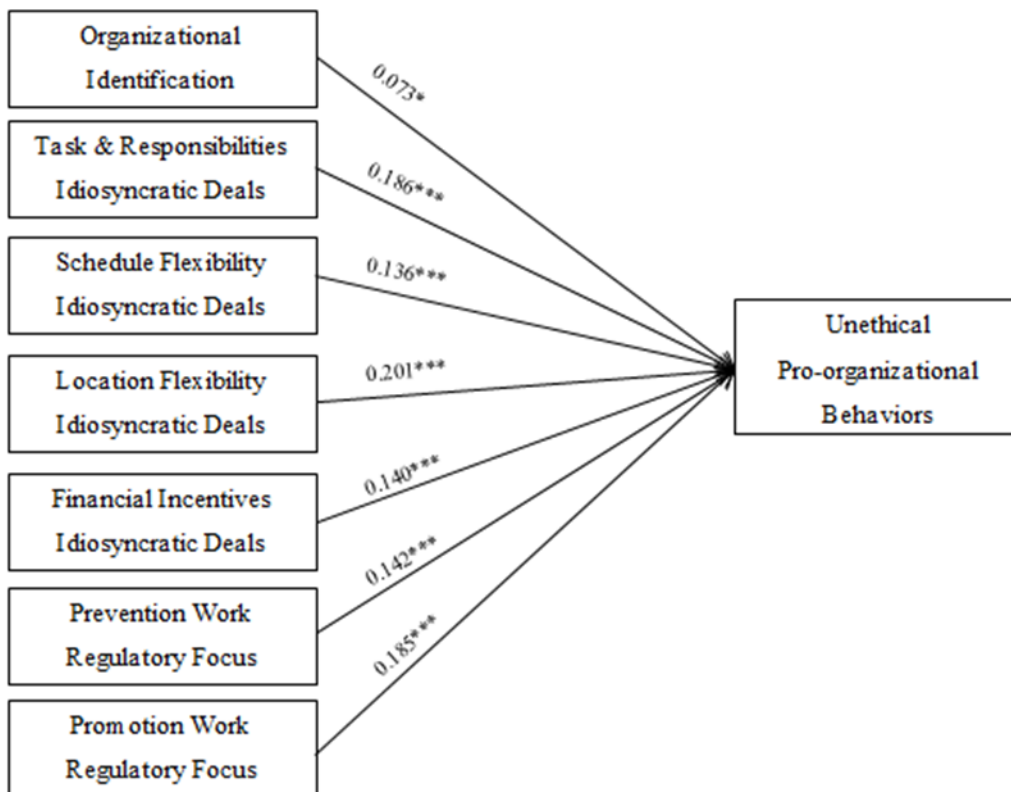 Organizational
Identification
0.073*
Task & Responsibilities
Idiosyncratic Deals
0.186***
Schedule Flexibility
Idiosyncratic Deals
0.136***
Location Flexibility
Idiosyncratic Deals
0.201***
Financial Incentives
Idiosyncratic Deals
0.140***
Prevention Work
Regulatory Focus
0.142***
Promotion Work
Regulatory Focus
0.185***
Unethical
Pro-organizational
Behaviors